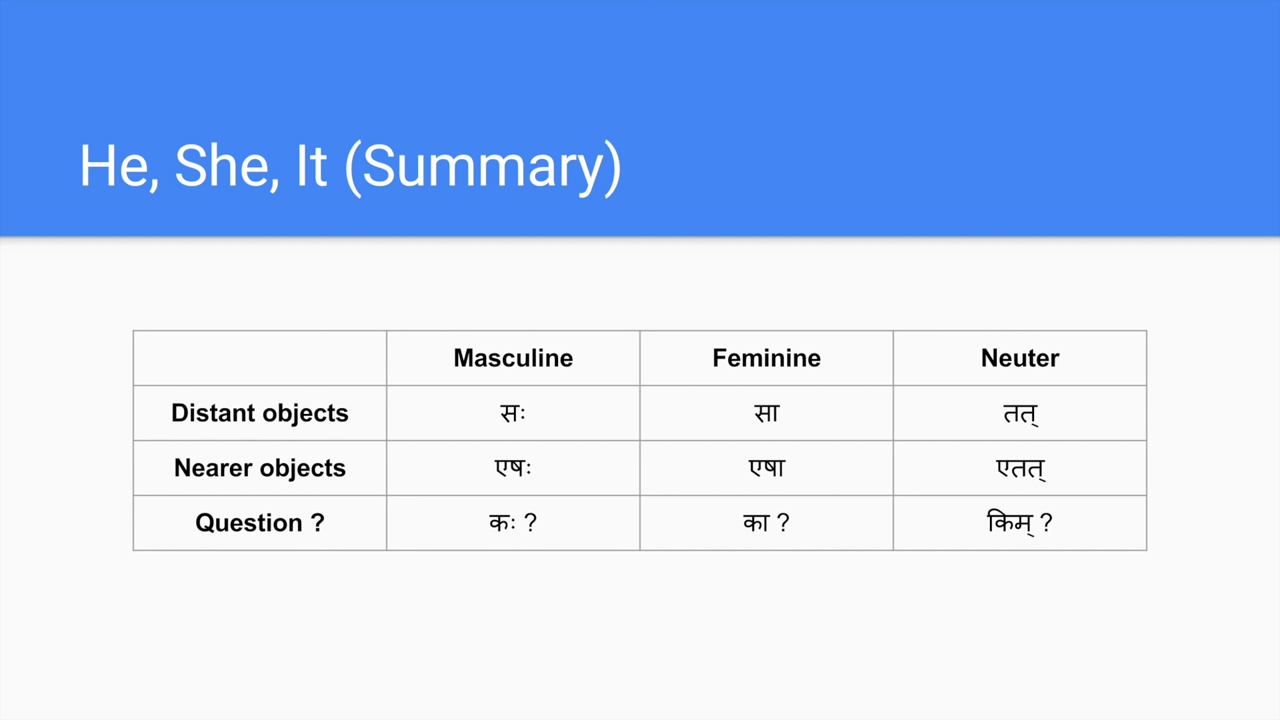 He, She, It (Summary)
Masculine Feminine Neuter
Distant objects सः सा तत्
Nearer objects एषः एषा एतत्
Question ? कः ? का ? किम् ?